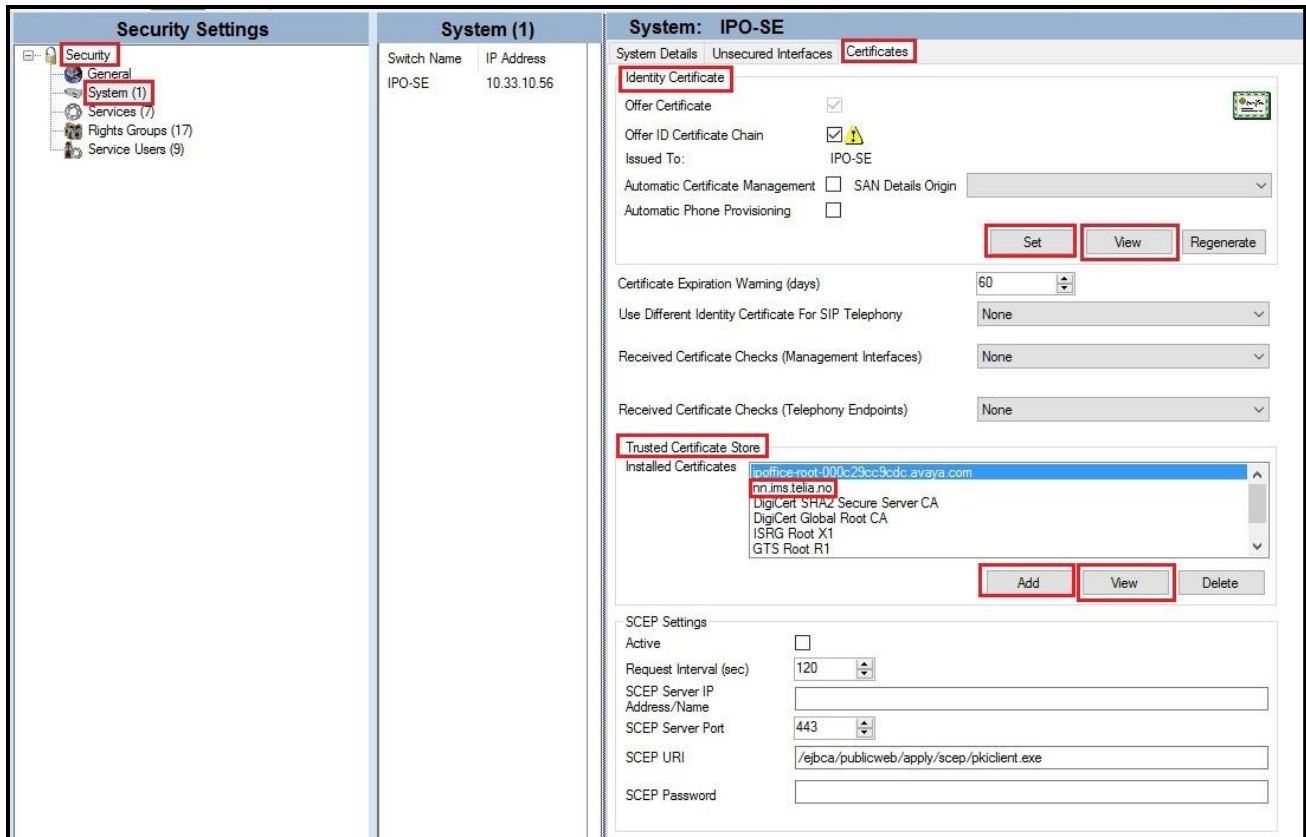 Security Settings
Security
General
System (1)
Services (7)
Rights Groups (17)
Service Users (9)
System (1)
Switch Name IP Address
IPO-SE 10.33.10.56
System: IPO-SE
System Details Unsecured Interfaces Certificates
Identity Certificate
Offer Certificate
Offer ID Certificate Chain
Issued To: IPO-SE
Automatic Certificate Management SAN Details Origin
Automatic Phone Provisioning
Set View Regenerate
Certificate Expiration Warning (days) 60
Use Different Identity Certificate For SIP Telephony None
Received Certificate Checks (Management Interfaces) None
Received Certificate Checks (Telephony Endpoints) None
Trusted Certificate Store
Installed Certificates
ipoffice-root-000c29cc9cdc.avaya.com
nn.ims.telia.no
DigiCert SHA2 Secure Server CA
DigiCert Global Root CA
ISRG Root X1
GTS Root R1
Add View Delete
SCEP Settings
Active
Request Interval (sec) 120
SCEP Server IP
Address/Name
SCEP Server Port 443
SCEP URI /ejbca/publicweb/apply/scep/pkiclient.exe
SCEP Password